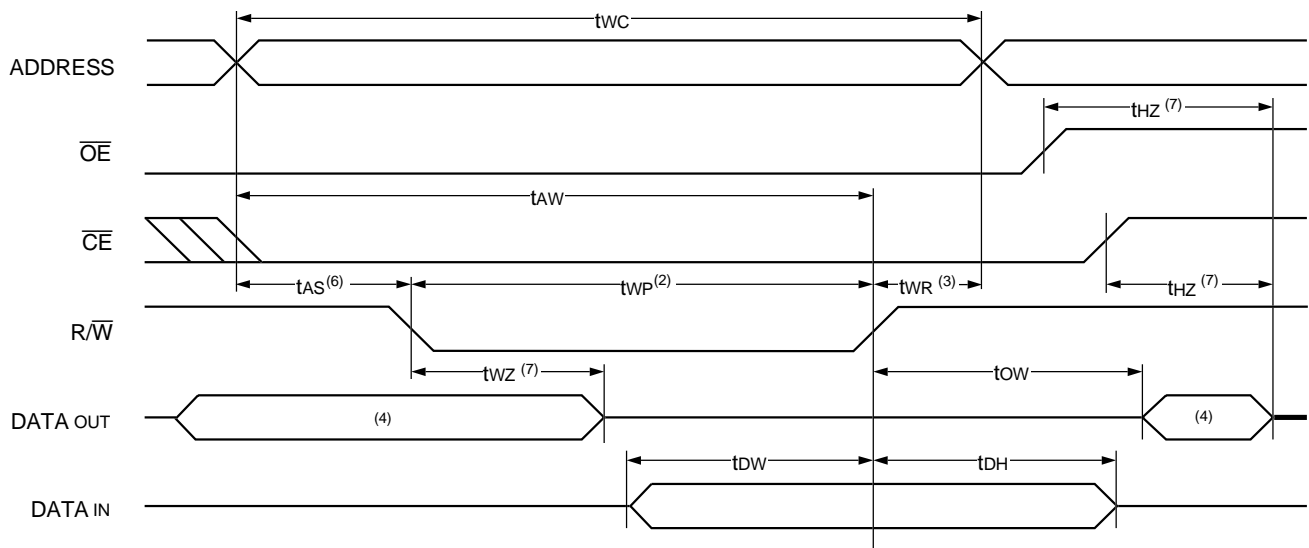 tWC
ADDRESS
tHZ (7)
OE
tAW
CE
tAS(6) tWP(2) tWR (3) tHZ (7)
R/W
tWZ (7) tOW
DATA OUT (4) (4)
tDW tDH
DATA IN